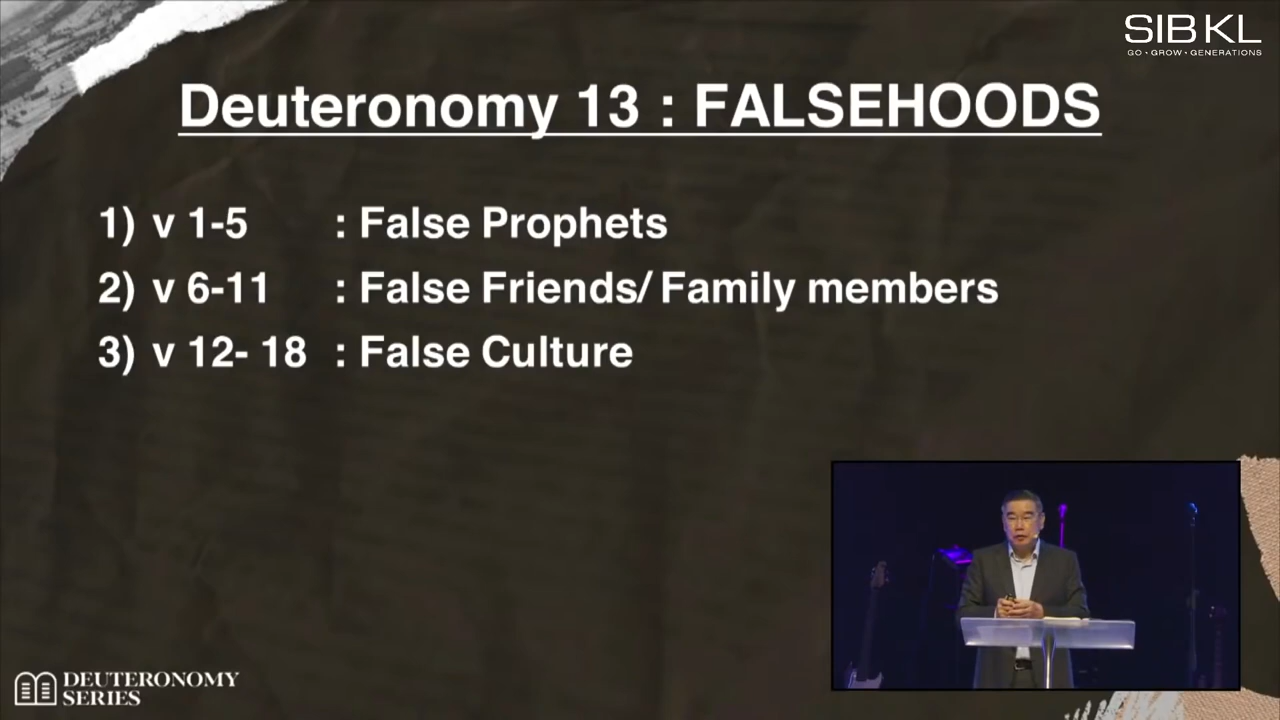 SIBKL
GO • GROW • GENERATIONS
Deuteronomy 13 : FALSEHOODS
1) v 1-5 : False Prophets
2) v 6-11 : False Friends/ Family members
3) v 12- 18 : False Culture
DEUTERONOMY
SERIES